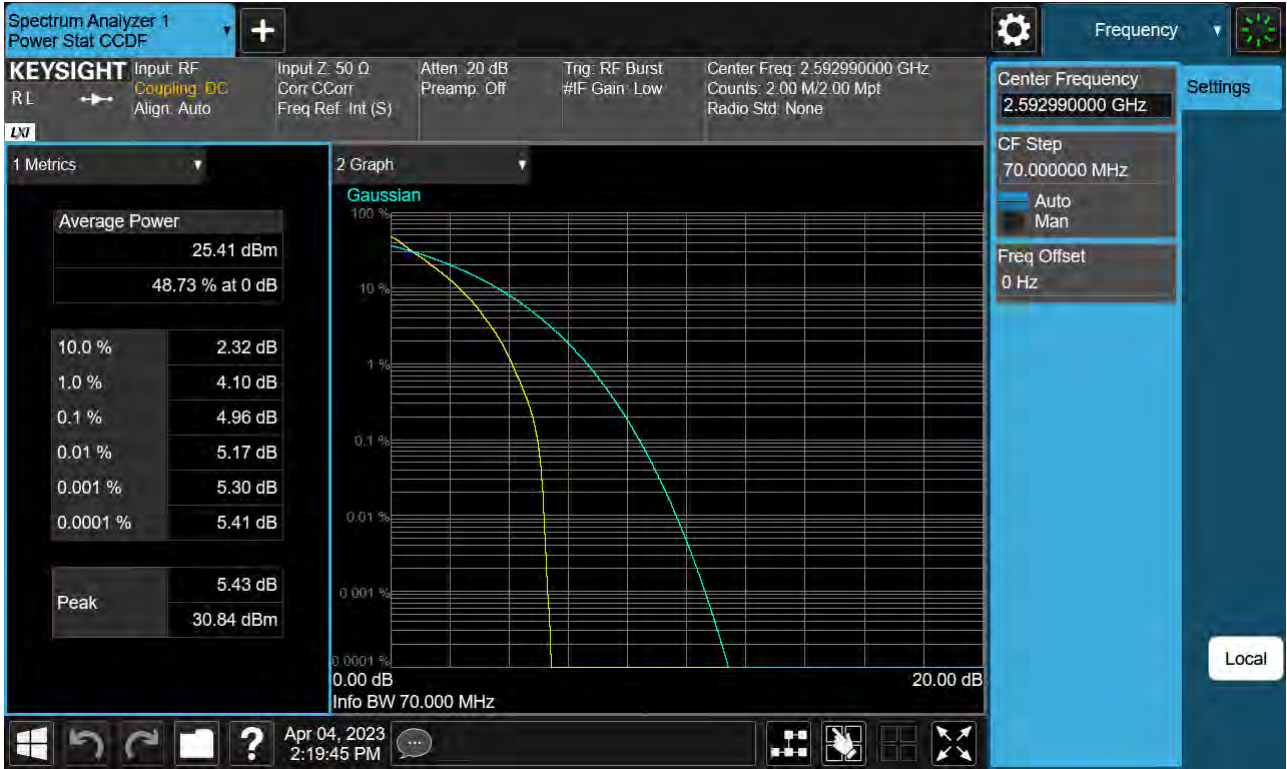 Spectrum Analyzer 1
Power Stat CCDF
+
Frequency
KEYSIGHT
R L
LXI
Input: RF
Coupling: DC
Align: Auto
Input Z: 50 Ω
Corr CCorr
Freq Ref: Int (S)
Atten: 20 dB
Preamp: Off
Trig: RF Burst
#IF Gain: Low
Center Freq: 2.592990000 GHz
Counts: 2.00 M/2.00 Mpt
Radio Std: None
Center Frequency
2.592990000 GHz
Settings
CF Step
70.000000 MHz
Auto
Man
Freq Offset
0 Hz
Local
1 Metrics
Average Power
25.41 dBm
48.73 % at 0 dB
10.0 % 2.32 dB
1.0 % 4.10 dB
0.1 % 4.96 dB
0.01 % 5.17 dB
0.001 % 5.30 dB
0.0001 % 5.41 dB
Peak
5.43 dB
30.84 dBm
2 Graph
Gaussian
100 %
10 %
1 %
0.1 %
0.01 %
0.001 %
0.0001 %
0.00 dB 20.00 dB
Info BW 70.000 MHz
?
Apr 04, 2023
2:19:45 PM